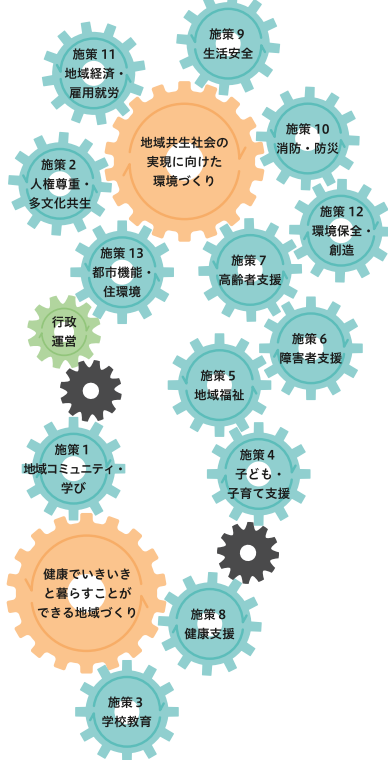 施策 9
生活安全
施策 11
地域経済・
雇用就労
施策 10
消防・防災
地域共生社会の
実現に向けた
環境づくり
施策 2
人権尊重・
多文化共生
施策 12
環境保全・
創造
施策 13
都市機能・
住環境
施策 7
高齢者支援
行政
運営
施策 6
障害者支援
施策 5
地域福祉
施策 1
地域コミュニティ・
学び
施策 4
子ども・
子育て支援
健康でいきいき
と暮らすことが
できる地域づくり
施策 8
健康支援
施策 3
学校教育